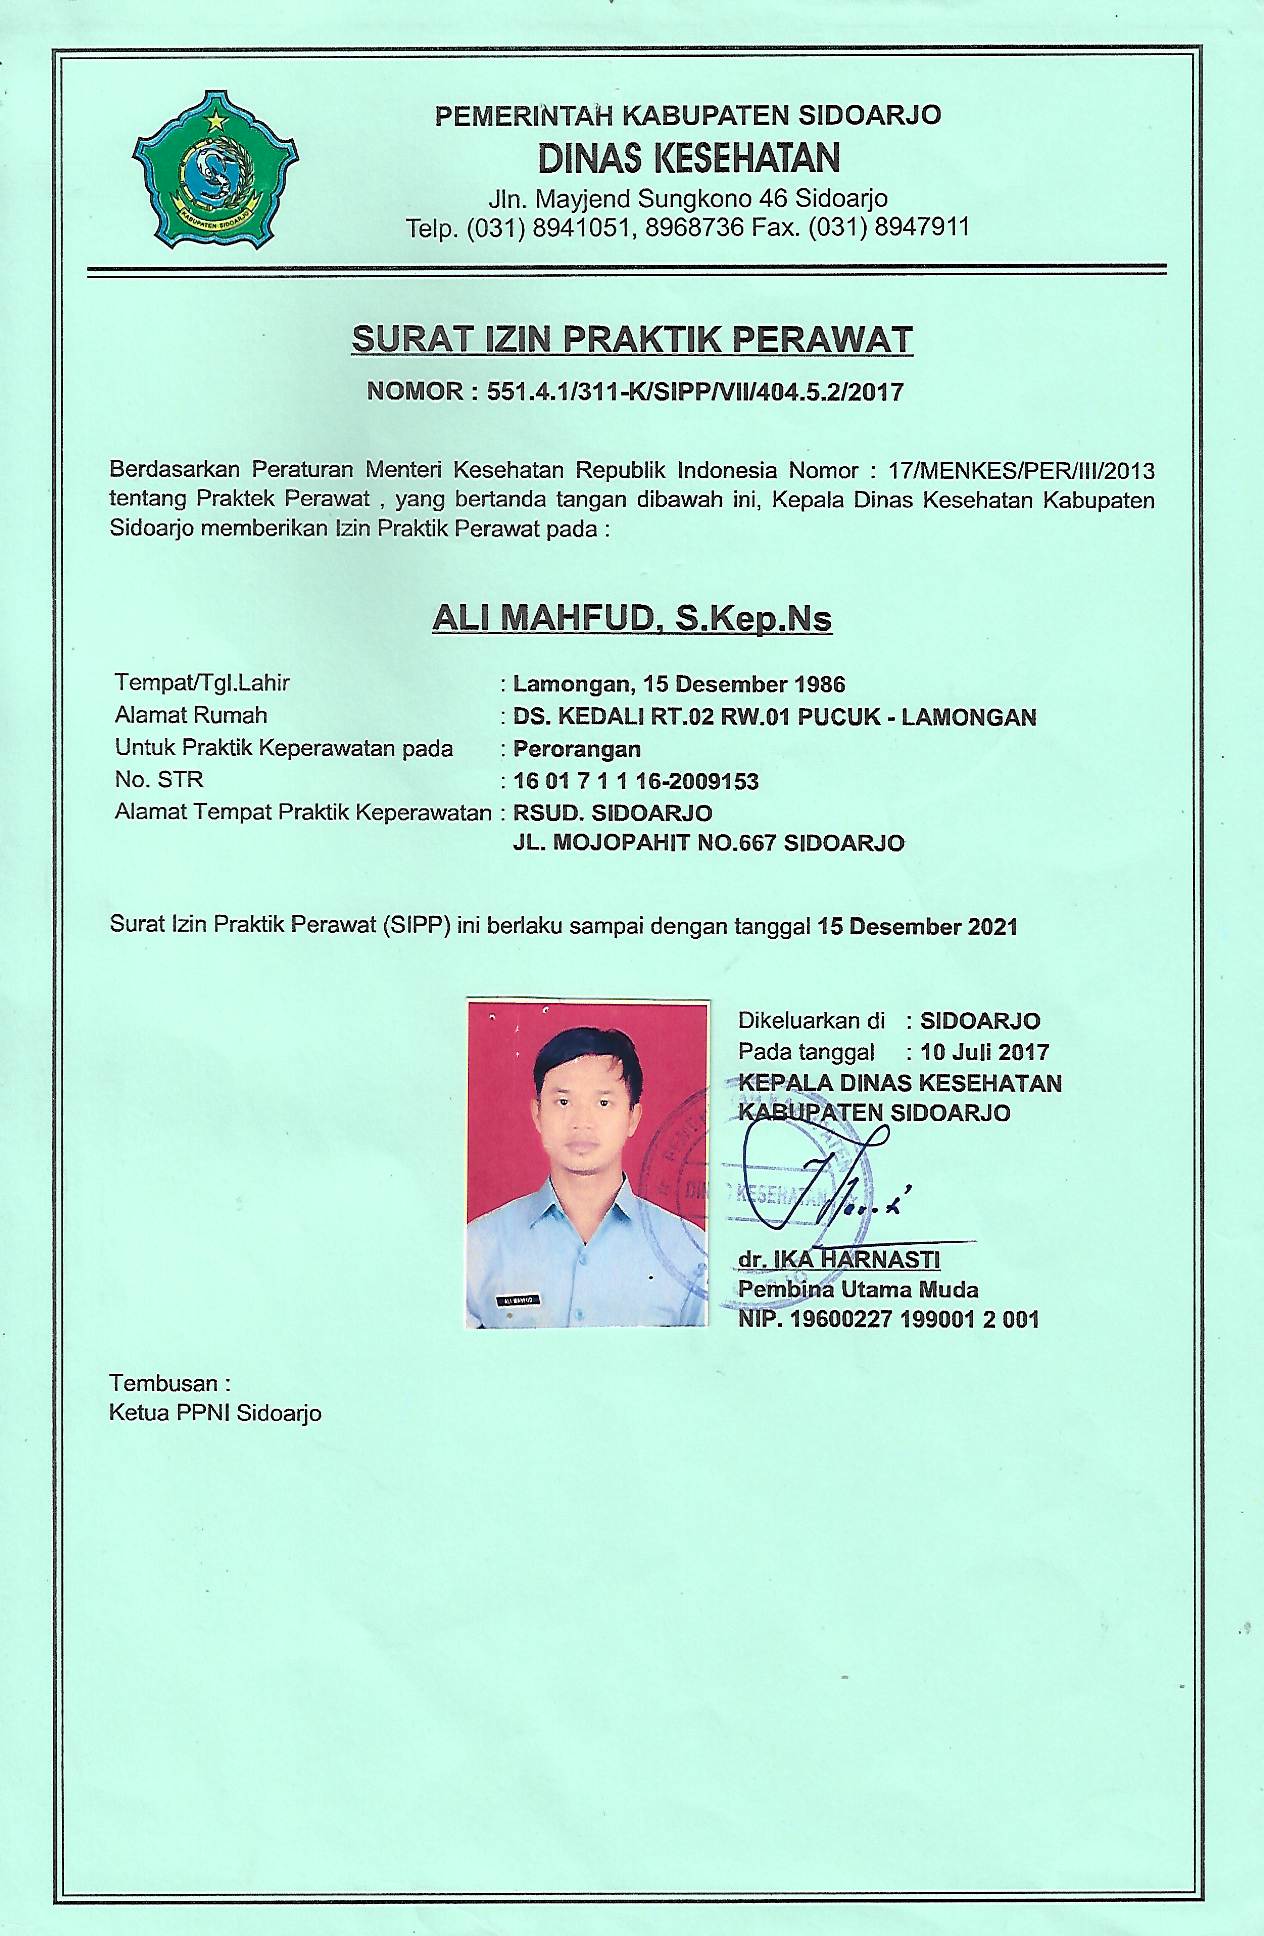 PEMERINTAH KABUPATEN SIDOARJO
DINAS KESEHATAN
Jln. Mayjend Sungkono 46 Sidoarjo
Telp. (031) 8941051, 8968736 Fax. (031) 8947911
KABUPATEN SIDOARJO
SURAT IZIN PRAKTIK PERAWAT
NOMOR : 551.4.1/311-K/SIPP/VII/404.5.2/2017
Berdasarkan Peraturan Menteri Kesehatan Republik Indonesia Nomor : 17/MENKES/PER/III/2013
tentang Praktek Perawat , yang bertanda tangan dibawah ini, Kepala Dinas Kesehatan Kabupaten
Sidoarjo memberikan Izin Praktik Perawat pada :
ALI MAHFUD, S.Kep.Ns
Tempat/Tgl.Lahir : Lamongan, 15 Desember 1986
Alamat Rumah : DS. KEDALI RT.02 RW.01 PUCUK - LAMONGAN
Untuk Praktik Keperawatan pada : Perorangan
No. STR : 16 01 7 1 1 16-2009153
Alamat Tempat Praktik Keperawatan : RSUD. SIDOARJO
JL. MOJOPAHIT NO.667 SIDOARJO
Surat Izin Praktik Perawat (SIPP) ini berlaku sampai dengan tanggal 15 Desember 2021
Dikeluarkan di : SIDOARJO
Pada tanggal : 10 Juli 2017
KEPALA DINAS KESEHATAN
KABUPATEN SIDOARJO
DINAS KESEHATAN
ALI MAHFUD
dr. IKA HARNASTI
Pembina Utama Muda
NIP. 19600227 199001 2 001
Tembusan :
Ketua PPNI Sidoarjo